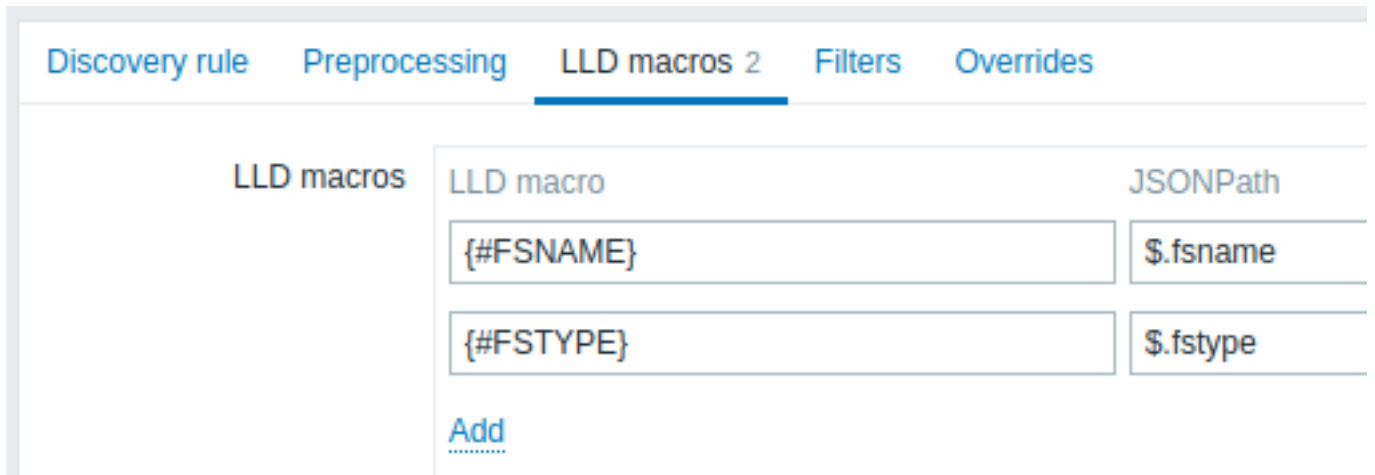 Discovery rule Preprocessing LLD macros 2 Filters Overrides
LLD macros LLD macro JSONPath
{#FSNAME} $.fsname
{#FSTYPE} $.fstype
Add